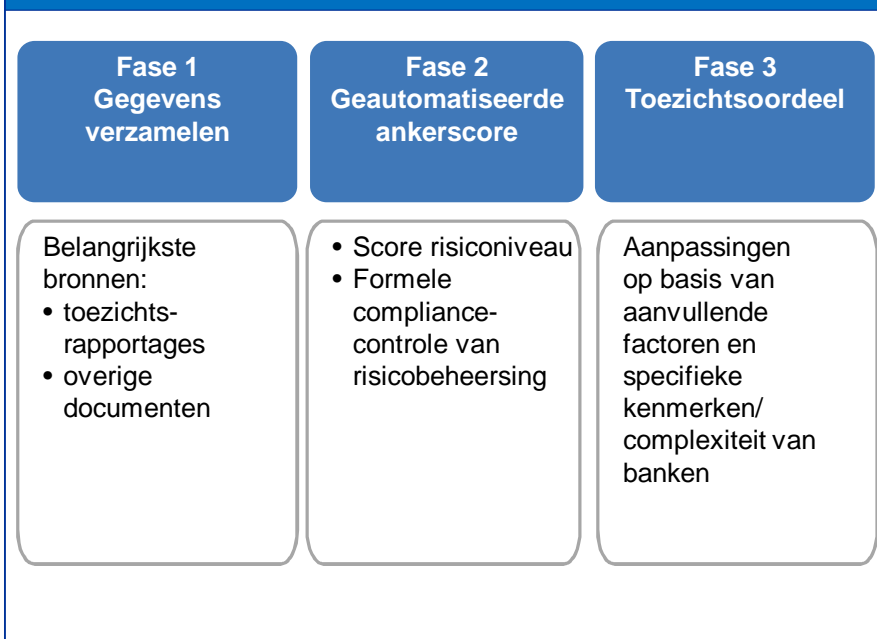 Fase 1
Gegevens
verzamelen
Fase 2
Geautomatiseerde
ankerscore
Fase 3
Toezichtsoordeel
Belangrijkste
bronnen:
• toezichts-
rapportages
• overige
documenten
• Score risiconiveau
• Formele
compliance-
controle van
risicobeheersing
Aanpassingen
op basis van
aanvullende
factoren en
specifieke
kenmerken/
complexiteit van
banken